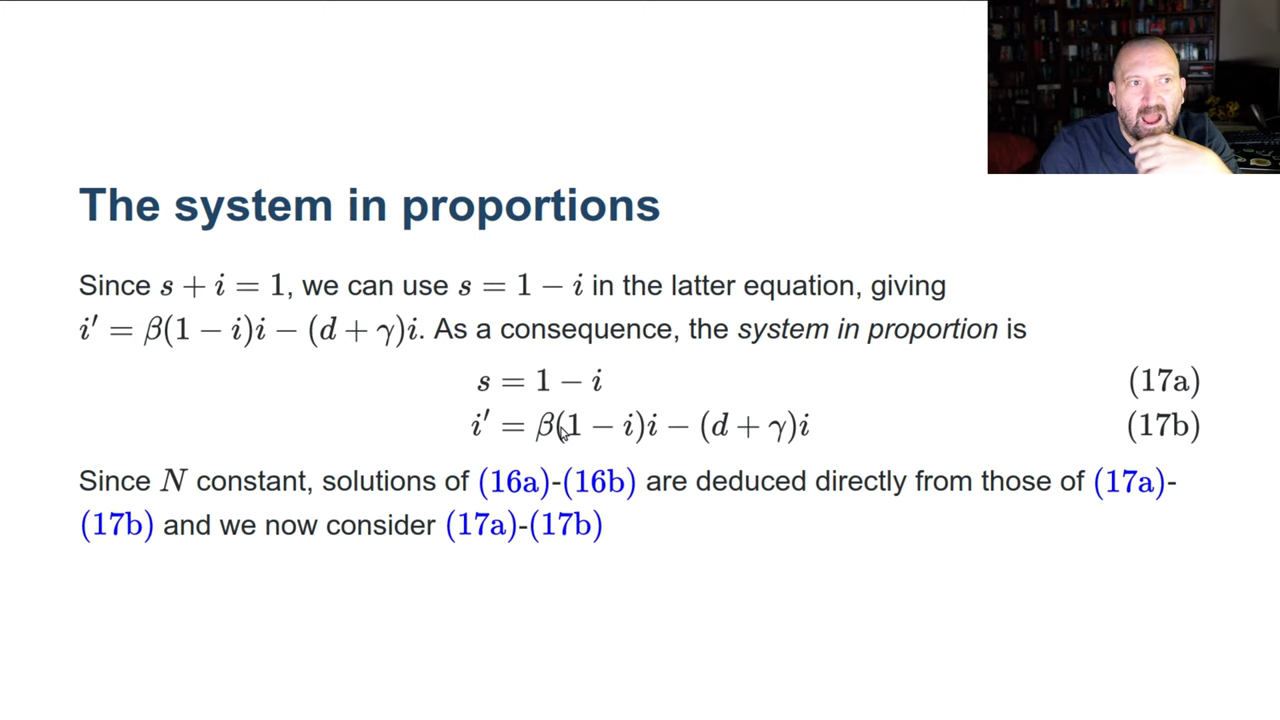 The system in proportions
Since s + i = 1, we can use s = 1 − i in the latter equation, giving
i′ = β(1 − i)i − (d + γ)i. As a consequence, the system in proportion is
s = 1 − i (17a)
i′ = β(1 − i)i − (d + γ)i (17b)
Since N constant, solutions of (16a)-(16b) are deduced directly from those of (17a)-
(17b) and we now consider (17a)-(17b)